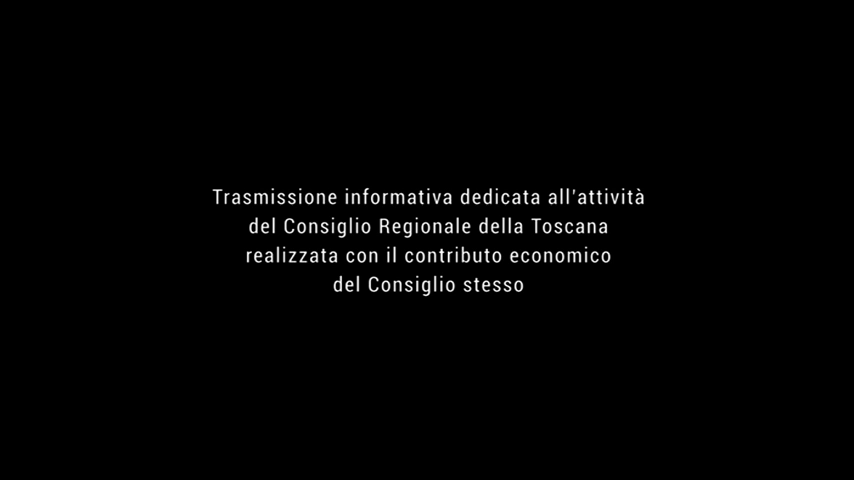 Trasmissione informativa dedicata all'attività
del Consiglio Regionale della Toscana
realizzata con il contributo economico
del Consiglio stesso